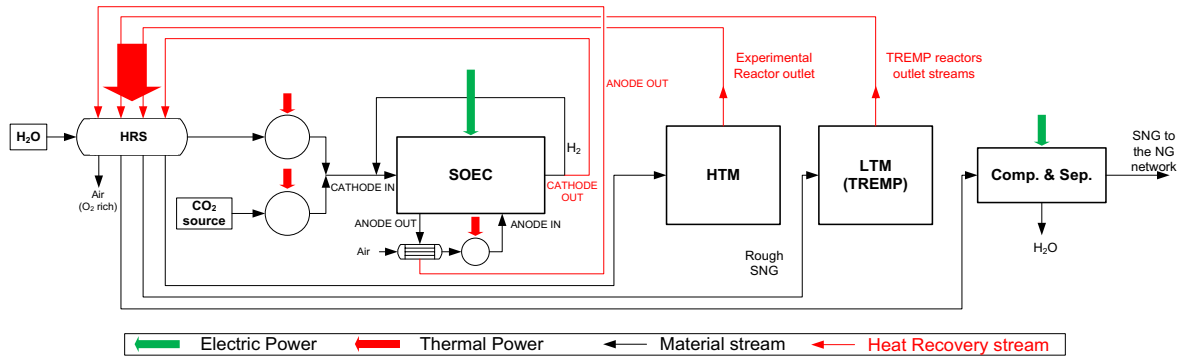 Experimental
Reactor outlet
TREMP reactors
outlet streams
ANODE OUT
H₂O
HRS
SOEC
H₂
HTM
LTM
(TREMP)
Comp. & Sep.
SNG to
the NG
network
Air
(O₂ rich)
CO₂
source
CATHODE IN
CATHODE
OUT
ANODE OUT
ANODE IN
Air
Rough
SNG
H₂O
Electric Power
Thermal Power
Material stream
Heat Recovery stream